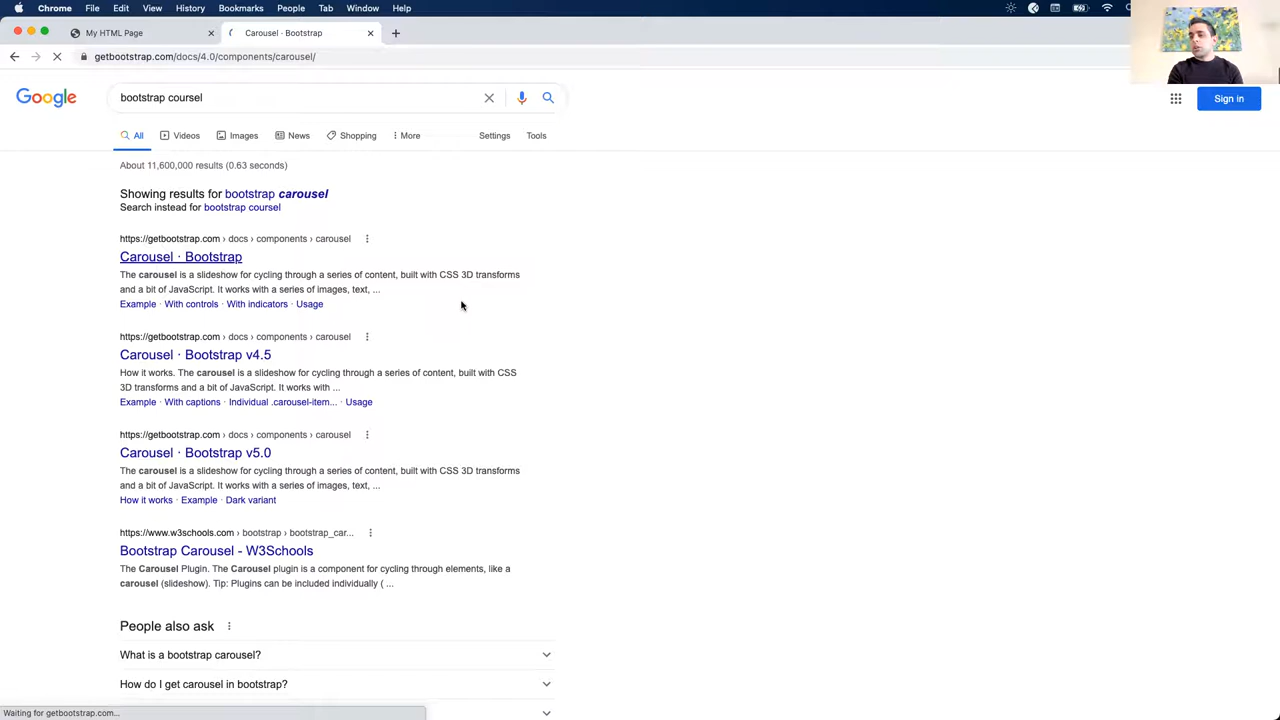 Chrome File Edit View History Bookmarks People Tab Window Help
My HTML Page
Carousel · Bootstrap
getbootstrap.com/docs/4.0/components/carousel/
Google
bootstrap coursel
Sign in
All Videos Images News Shopping More Settings Tools
About 11,600,000 results (0.63 seconds)
Showing results for bootstrap carousel
Search instead for bootstrap coursel
https://getbootstrap.com › docs › components › carousel
Carousel · Bootstrap
The carousel is a slideshow for cycling through a series of content, built with CSS 3D transforms
and a bit of JavaScript. It works with a series of images, text, ...
Example · With controls · With indicators · Usage
https://getbootstrap.com › docs › components › carousel
Carousel · Bootstrap v4.5
How it works. The carousel is a slideshow for cycling through a series of content, built with CSS
3D transforms and a bit of JavaScript. It works with ...
Example · With captions · Individual .carousel-item... · Usage
https://getbootstrap.com › docs › components › carousel
Carousel · Bootstrap v5.0
The carousel is a slideshow for cycling through a series of content, built with CSS 3D transforms
and a bit of JavaScript. It works with a series of images, text, ...
How it works · Example · Dark variant
https://www.w3schools.com › bootstrap › bootstrap_car...
Bootstrap Carousel - W3Schools
The Carousel Plugin. The Carousel plugin is a component for cycling through elements, like a
carousel (slideshow). Tip: Plugins can be included individually ( ...
People also ask
What is a bootstrap carousel?
How do I get carousel in bootstrap?
Waiting for getbootstrap.com...